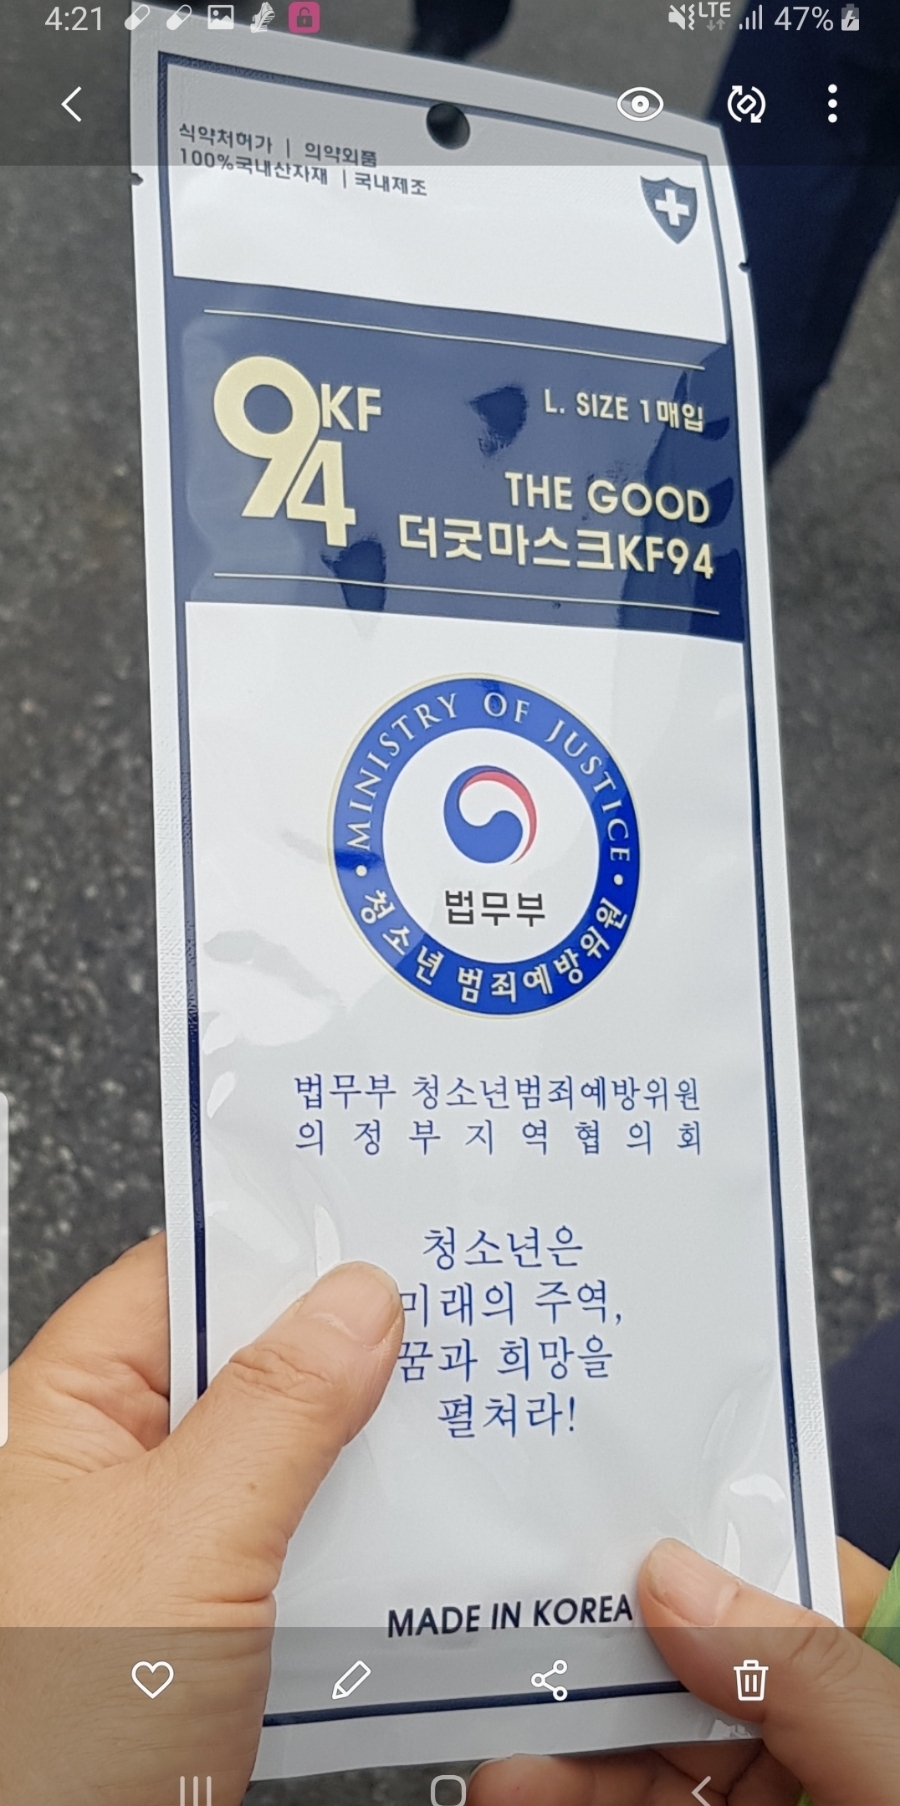 4:21
LTE
47%
식약처허가 | 의약외품
100%국내산자재 | 국내제조
KF
94
L. SIZE 1매입
THE GOOD
더굿마스크KF94
MINISTRY OF JUSTICE
법무부
청소년 범죄예방위원
법무부 청소년범죄예방위원
의정부지역협의회
청소년은
미래의 주역,
꿈과 희망을
펼쳐라!
MADE IN KOREA